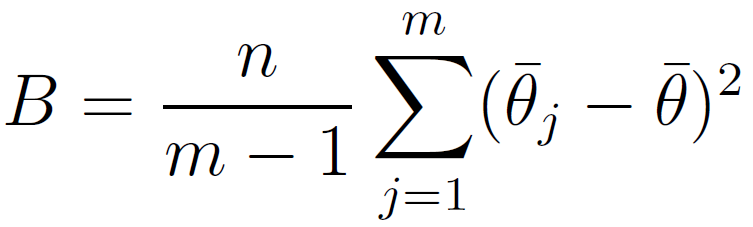 B = \frac{n}{m-1} \sum_{j=1}^{m} (\bar{\theta}_j - \bar{\theta})^2